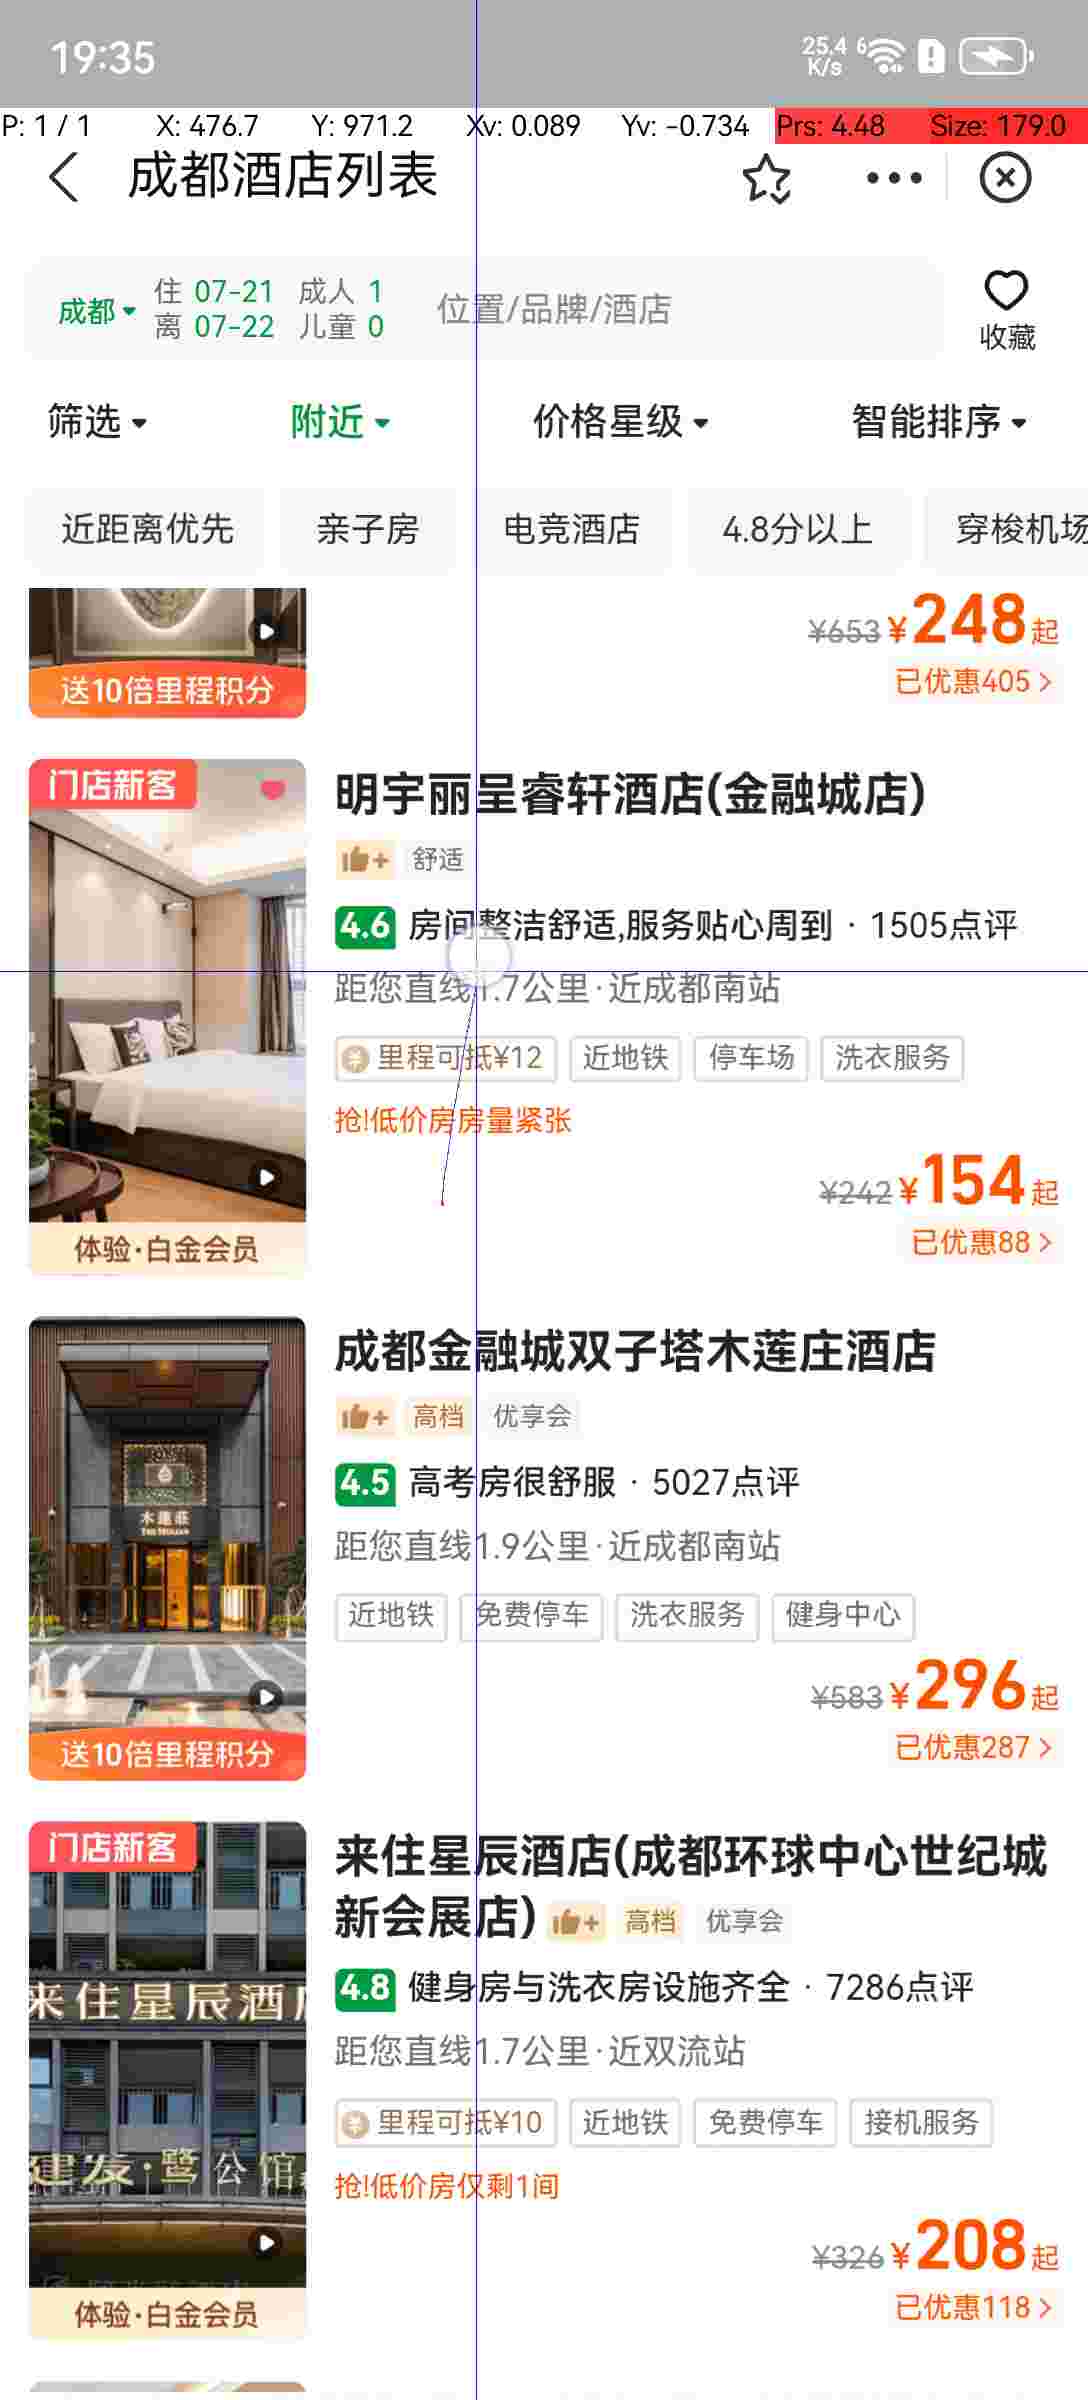 19:35
25.4 K/s 6
P: 1 / 1 X: 476.7 Y: 971.2 Xv: 0.089 Yv: -0.734 Prs: 4.48 Size: 179.0
成都酒店列表
成都 住 07-21 成人 1
离 07-22 儿童 0
位置/品牌/酒店
收藏
筛选 附近 价格星级 智能排序
近距离优先 亲子房 电竞酒店 4.8分以上 穿梭机场
¥653 ¥248起
送10倍里程积分
已优惠405 >
门店新客
明宇丽呈睿轩酒店(金融城店)
舒适
4.6 房间整洁舒适,服务贴心周到 · 1505点评
距您直线1.7公里·近成都南站
里程可抵¥12 近地铁 停车场 洗衣服务
抢!低价房房量紧张
¥242 ¥154起
已优惠88 >
体验·白金会员
成都金融城双子塔木莲庄酒店
高档 优享会
4.5 高考房很舒服 · 5027点评
木蓮莊
THE MULIAN
距您直线1.9公里·近成都南站
近地铁 免费停车 洗衣服务 健身中心
¥583 ¥296起
送10倍里程积分
已优惠287 >
门店新客
来住星辰酒店(成都环球中心世纪城
新会展店) 高档 优享会
4.8 健身房与洗衣房设施齐全 · 7286点评
来住星辰酒店
距您直线1.7公里·近双流站
里程可抵¥10 近地铁 免费停车 接机服务
建发·鹭公馆
抢!低价房仅剩1间
¥326 ¥208起
已优惠118 >
体验·白金会员